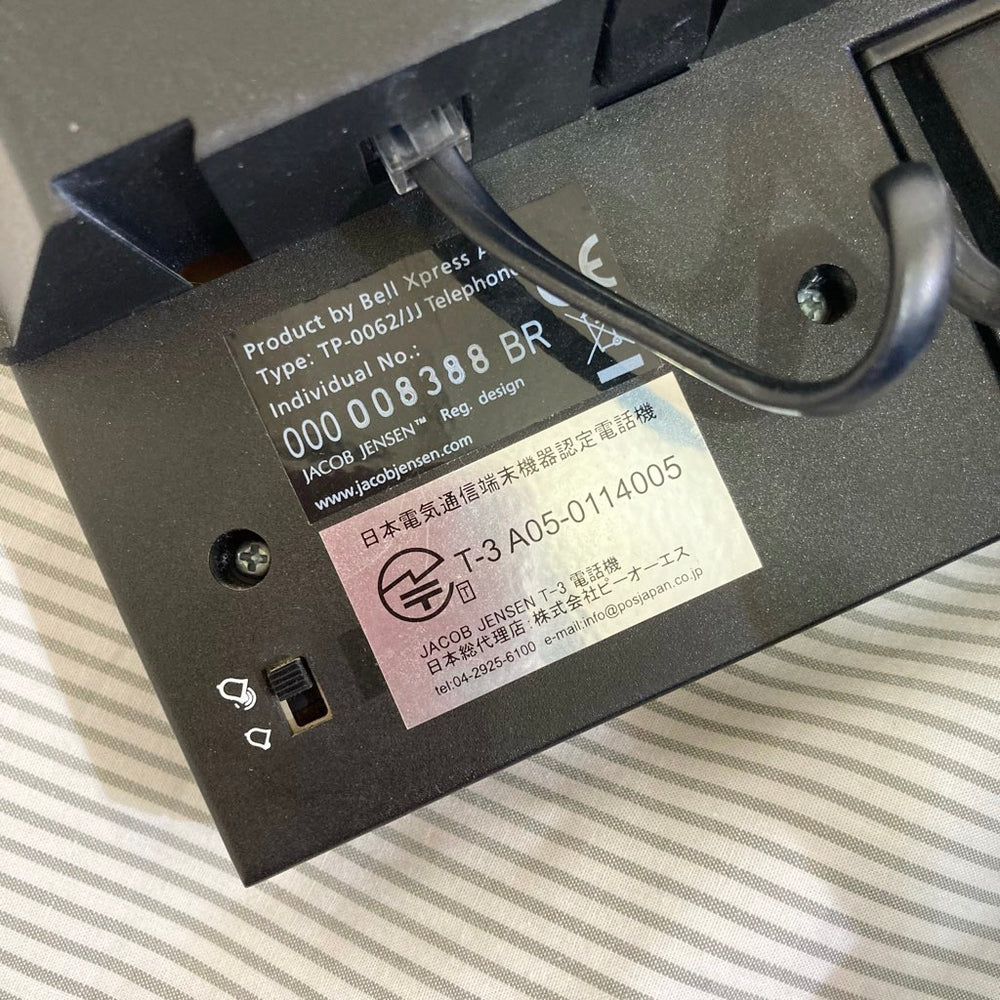 Product by Bell Xpress
Type: TP-0062/JJ Telephone
Individual No.:
000 008388 BR
JACOB JENSEN™ Reg. design
www.jacobjensen.com
CE
日本電気通信端末機器認定電話機
T
T-3 A05-0114005
JACOB JENSEN T-3 電話機
日本総代理店:株式会社ピーオーエス
tel:04-2925-6100 e-mail:info@posjapan.co.jp